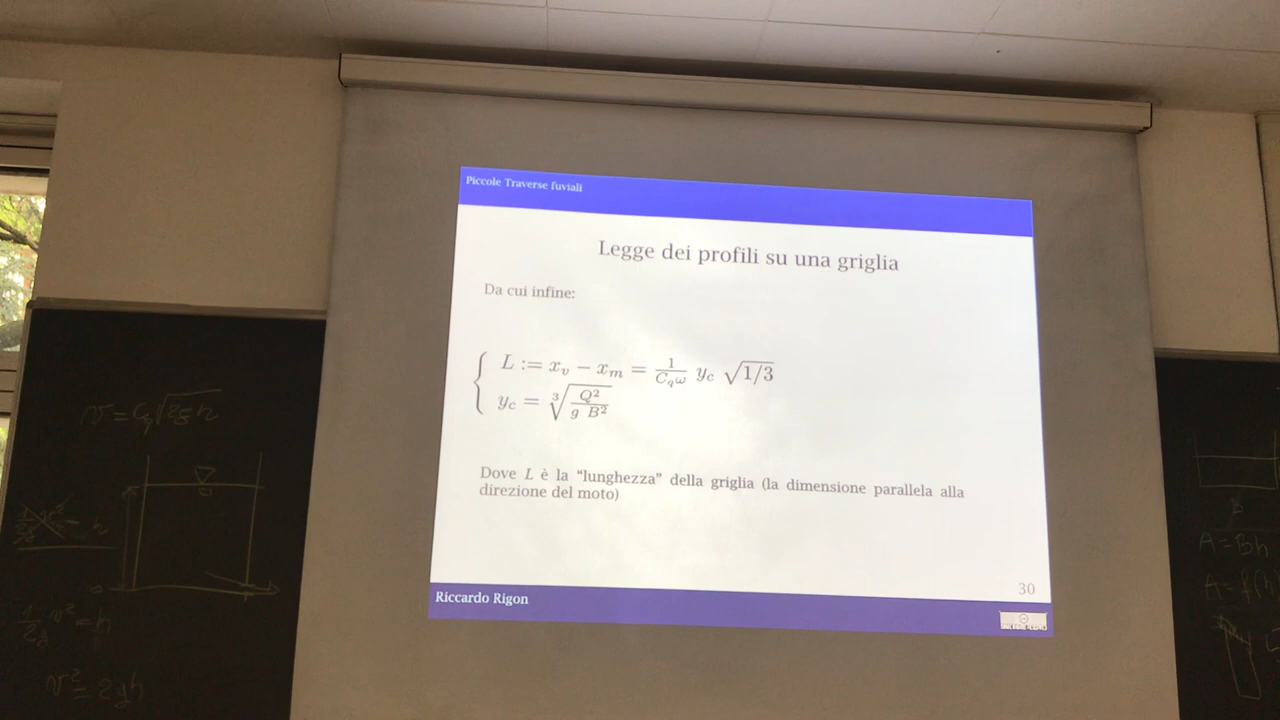 Piccole Traverse fuviali
Legge dei profili su una griglia
Da cui infine:
L := x_v − x_m = 1/(C_q ω) y_c √(1/3)
y_c = ∛(Q²/(g B²))
Dove L è la “lunghezza” della griglia (la dimensione parallela alla
direzione del moto)
30
Riccardo Rigon
v = C_q √(2gh)
v² = 2gh
A = Bh